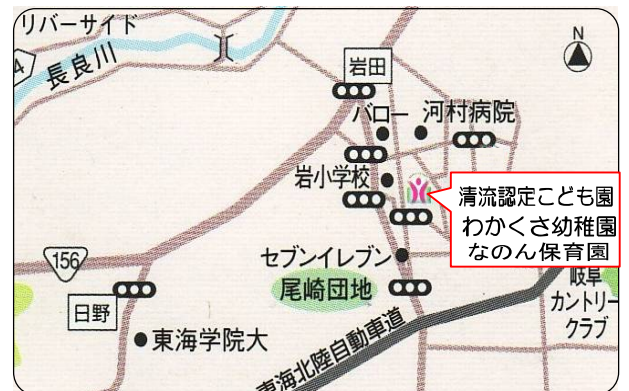 リバーサイド
4
長良川
N
岩田
バロー
河村病院
岩小学校
清流認定こども園
わかくさ幼稚園
なのん保育園
156
セブンイレブン
尾崎団地
岐阜
カントリー
クラブ
日野
東海学院大
東海北陸自動車道